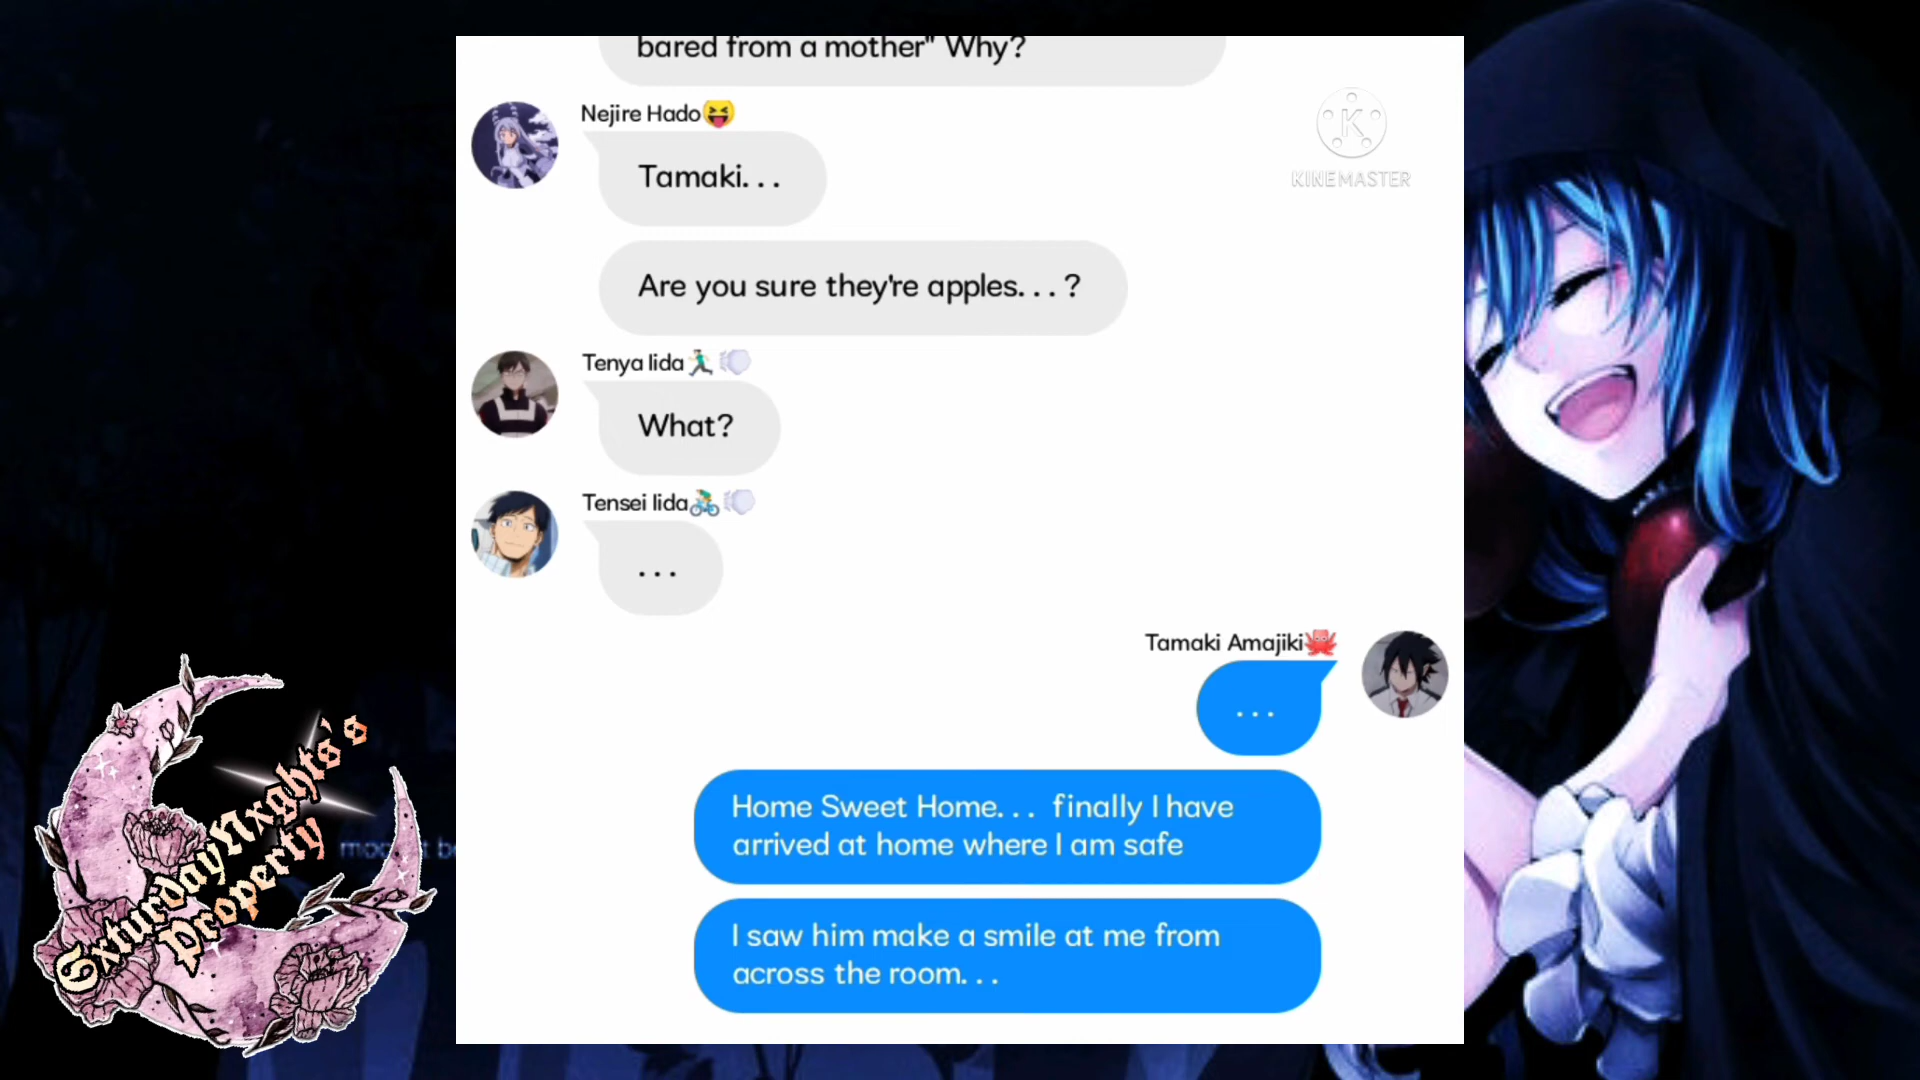 bared from a mother" Why?
Nejire Hado😝
Tamaki. . .
Are you sure they're apples. . . ?
Tenya Iida🏃🏻‍♂️💨
What?
Tensei Iida🚴🏻‍♂️💨
. . .
Tamaki Amajiki🐙
. . .
Home Sweet Home. . . finally I have
arrived at home where I am safe
I saw him make a smile at me from
across the room. . .
K
KINEMASTER
SxturdayNxghts's
Property